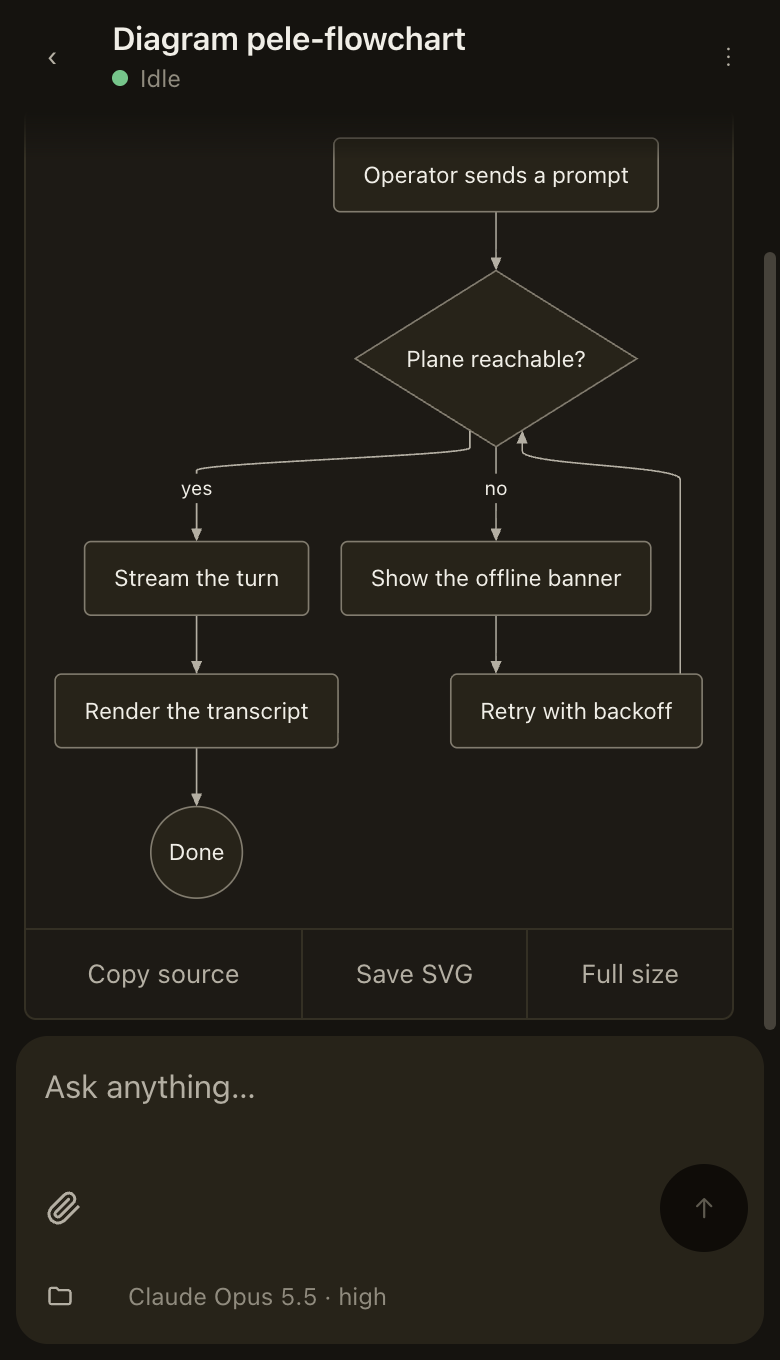 Diagram pele-flowchart
Idle
Operator sends a prompt
Plane reachable?
yes
no
Stream the turn
Show the offline banner
Render the transcript
Retry with backoff
Done
Copy source
Save SVG
Full size
Ask anything...
Claude Opus 5.5 · high